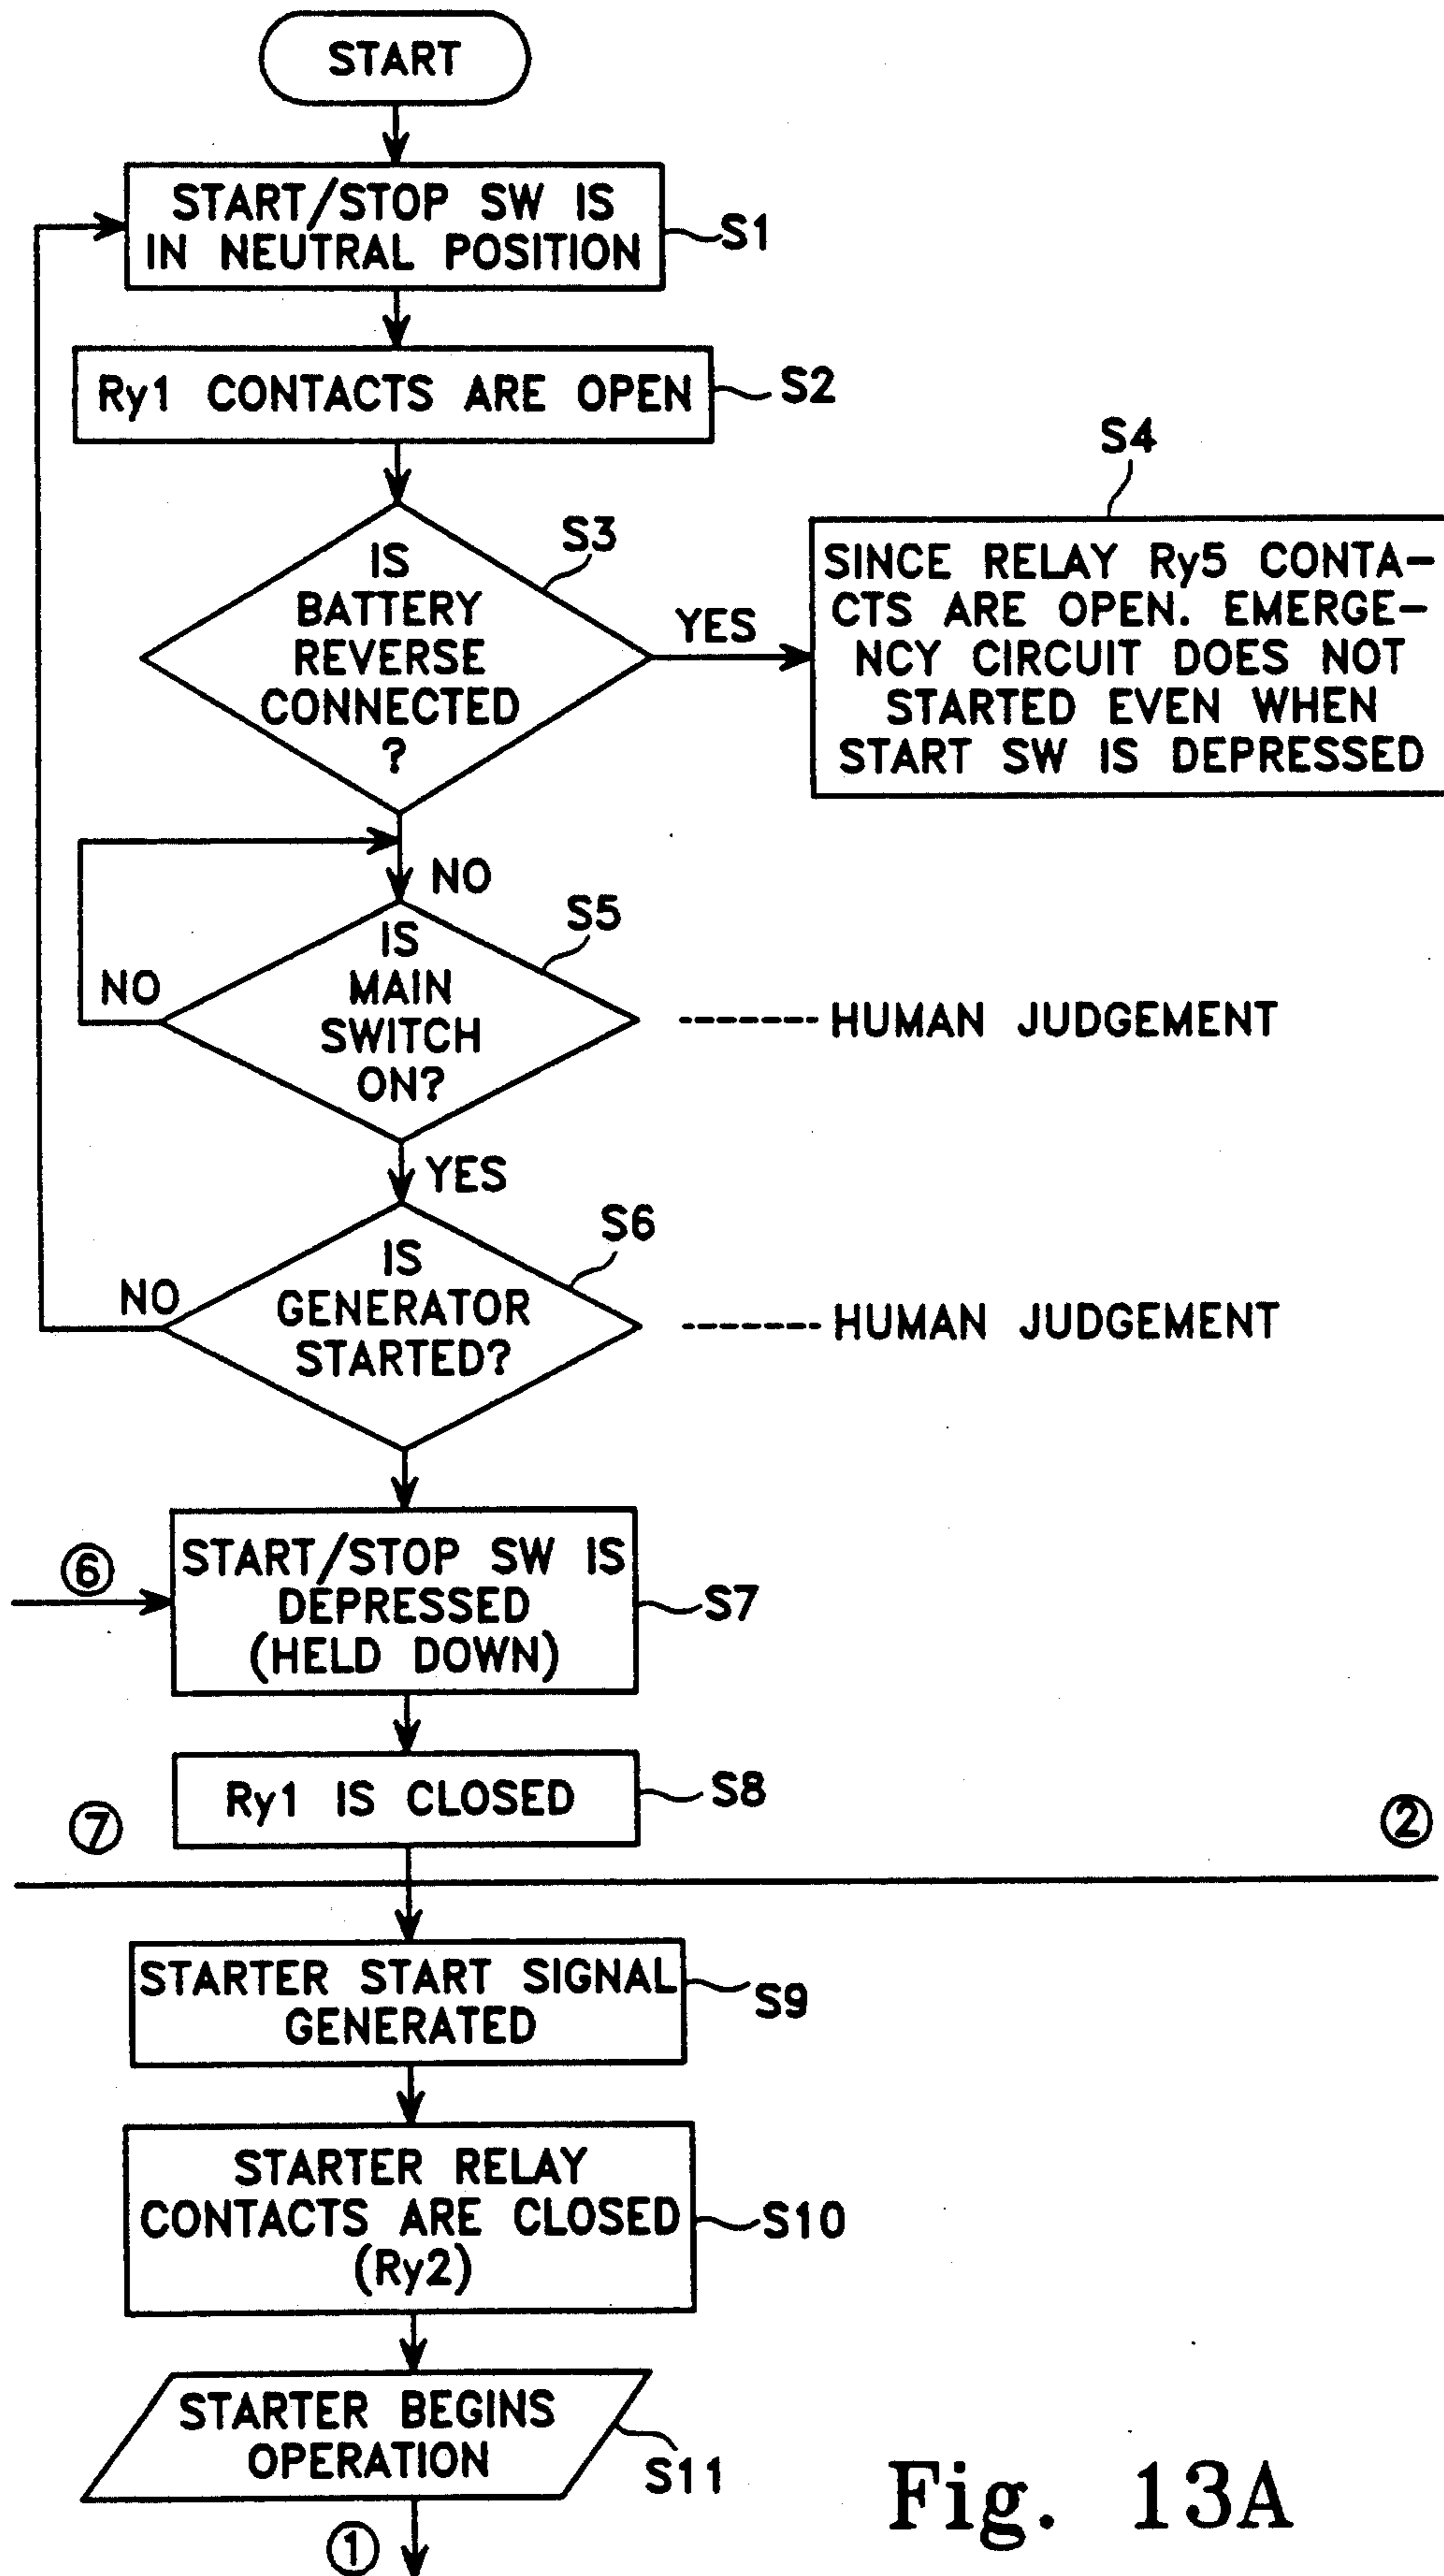 START
START/STOP SW IS
IN NEUTRAL POSITION
S1
Ry1 CONTACTS ARE OPEN
S2
S3
IS
BATTERY
REVERSE
CONNECTED
?
YES
S4
SINCE RELAY Ry5 CONTA-
CTS ARE OPEN. EMERGE-
NCY CIRCUIT DOES NOT
STARTED EVEN WHEN
START SW IS DEPRESSED
NO
S5
IS
MAIN
SWITCH
ON?
NO
------- HUMAN JUDGEMENT
YES
S6
IS
GENERATOR
STARTED?
NO
------- HUMAN JUDGEMENT
⑥
START/STOP SW IS
DEPRESSED
(HELD DOWN)
S7
Ry1 IS CLOSED
S8
⑦
②
STARTER START SIGNAL
GENERATED
S9
STARTER RELAY
CONTACTS ARE CLOSED
(Ry2)
S10
STARTER BEGINS
OPERATION
S11
①
Fig. 13A